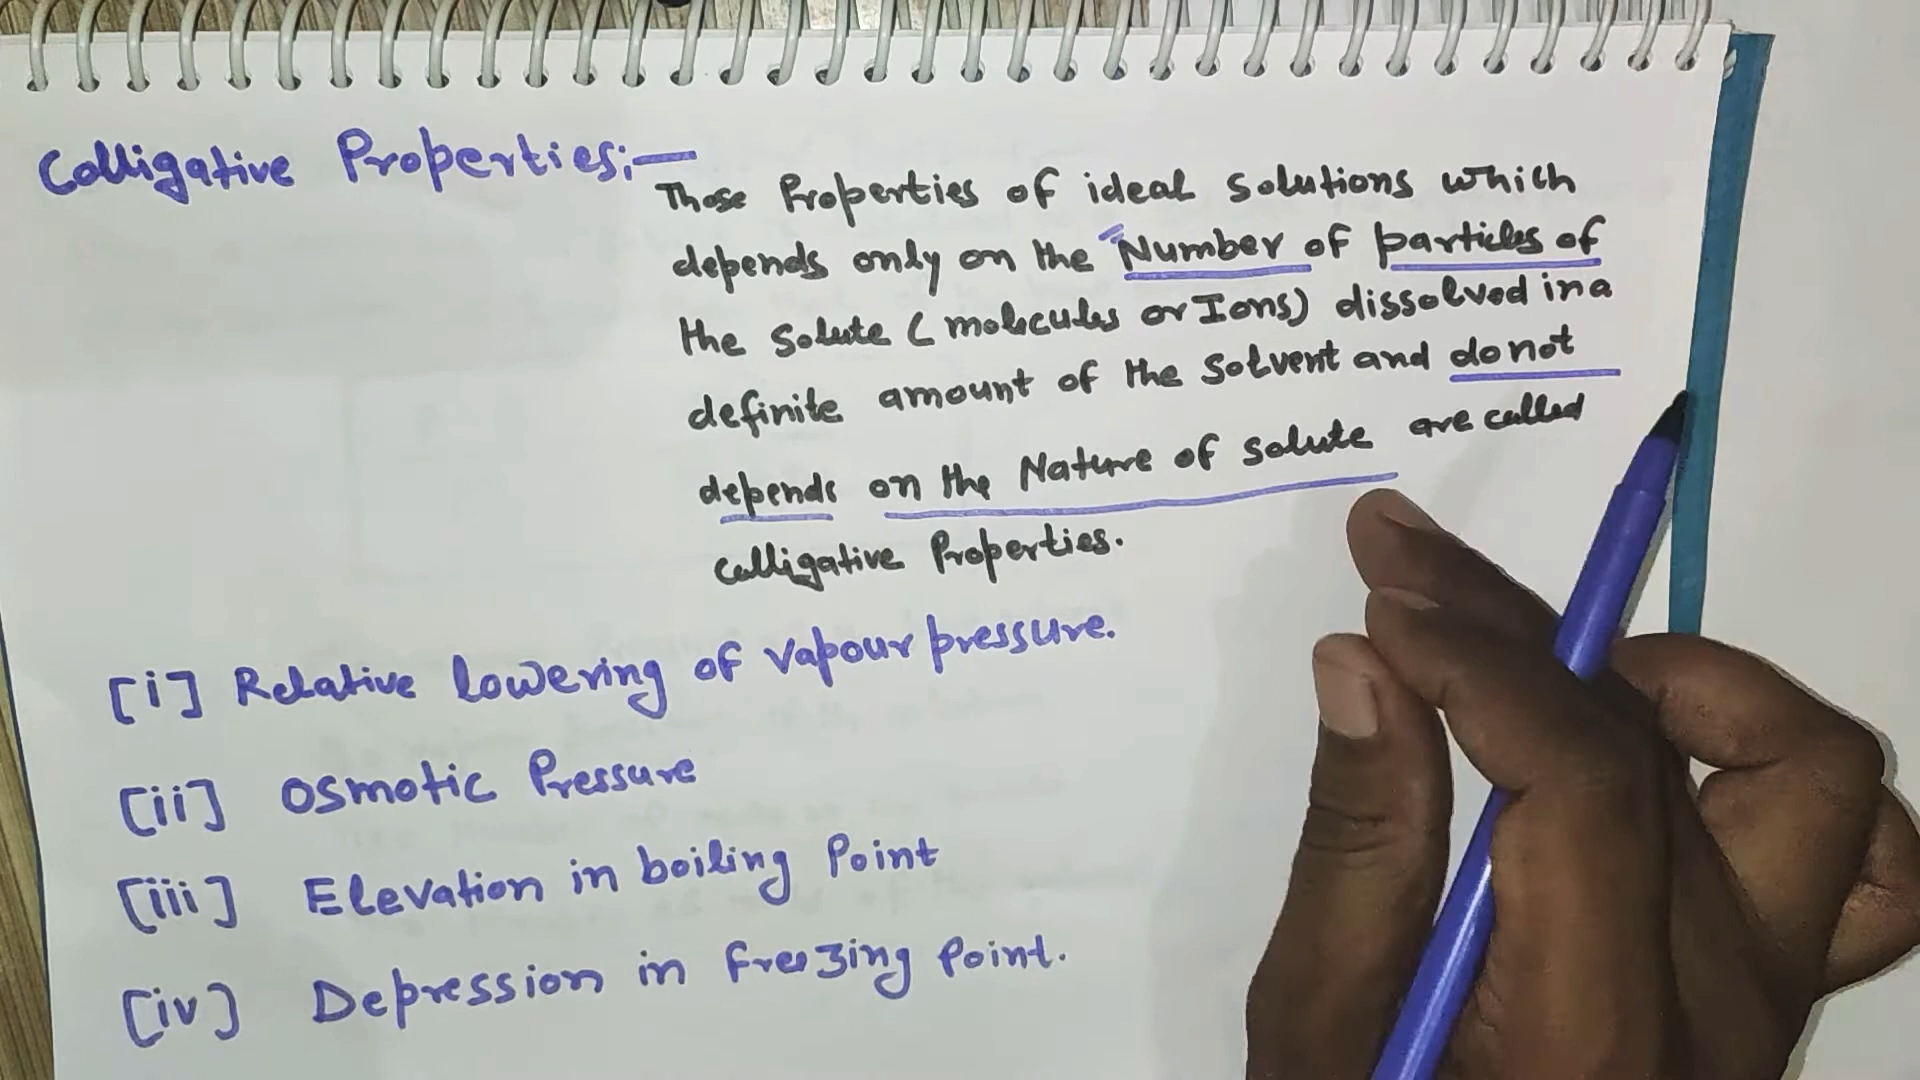 Colligative Properties:—
Those Properties of ideal solutions which
depends only on the Number of particles of
the solute (molecules or Ions) dissolved in a
definite amount of the solvent and do not
depends on the Nature of solute are called
colligative Properties.
[i] Relative lowering of Vapour pressure.
[ii] Osmotic Pressure
[iii] Elevation in boiling Point
[iv] Depression in freezing Point.